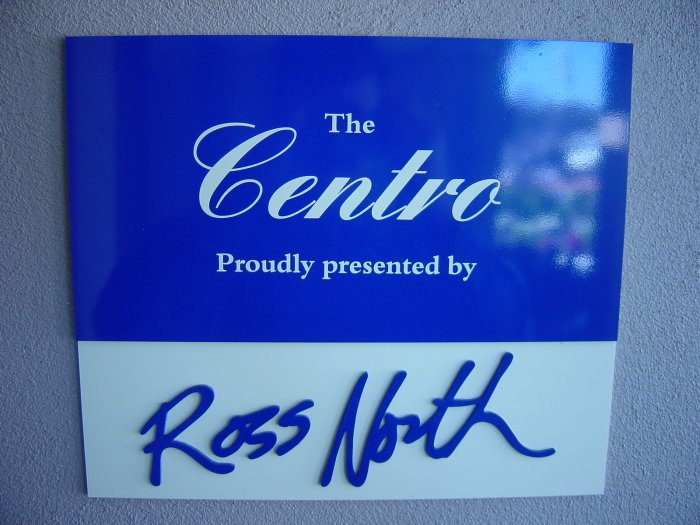 The
Centro
Proudly presented by
Ross North